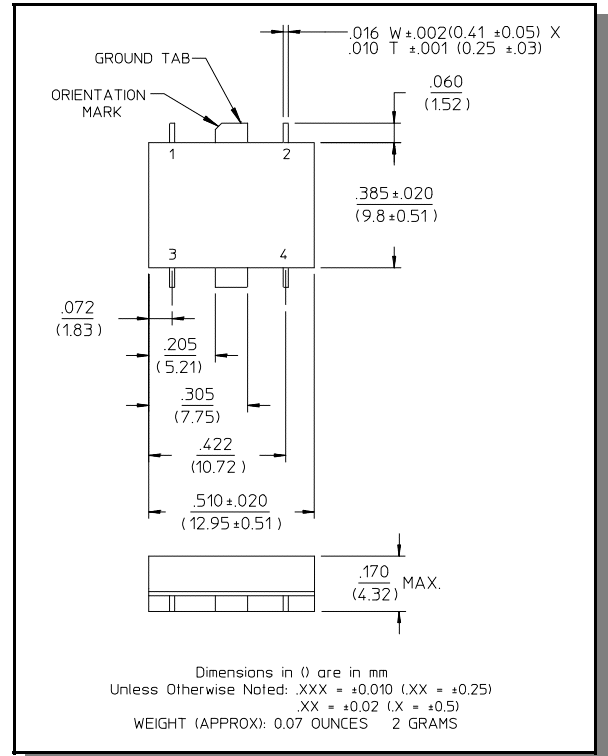 .016 W ±.002(0.41 ±0.05) X
.010 T ±.001 (0.25 ±.03)
GROUND TAB
.060
(1.52)
ORIENTATION
MARK
1
2
.385±.020
(9.8 ±0.51)
3
4
.072
(1.83 )
.205
( 5.21)
.305
(7.75)
.422
(10.72 )
.510±.020
(12.95±0.51 )
.170
(4.32)
MAX.
Dimensions in () are in mm
Unless Otherwise Noted: .XXX = ±0.010 (.XX = ±0.25)
.XX = ±0.02 (.X = ±0.5)
WEIGHT (APPROX): 0.07 OUNCES 2 GRAMS